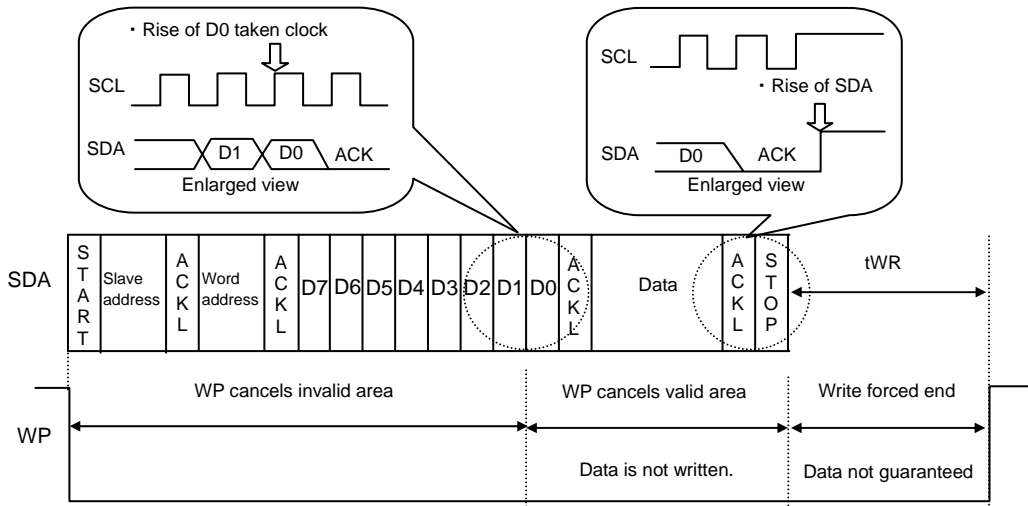 ・Rise of D0 taken clock
SCL
SDA
D1
D0
ACK
Enlarged view
SCL
・Rise of SDA
SDA
D0
ACK
Enlarged view
SDA
START
Slave address
ACKL
Word address
ACKL
D7
D6
D5
D4
D3
D2
D1
D0
ACKL
Data
ACKL
STOP
tWR
WP
WP cancels invalid area
WP cancels valid area
Write forced end
Data is not written.
Data not guaranteed